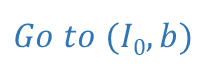 Go to (I₀, b)